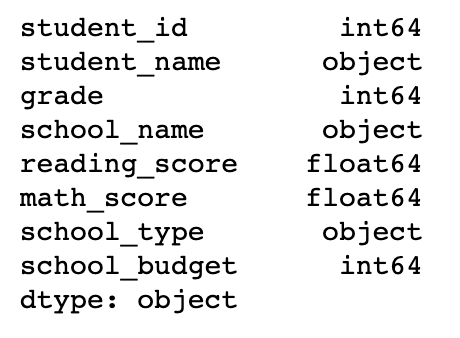 student_id int64
student_name object
grade int64
school_name object
reading_score float64
math_score float64
school_type object
school_budget int64
dtype: object